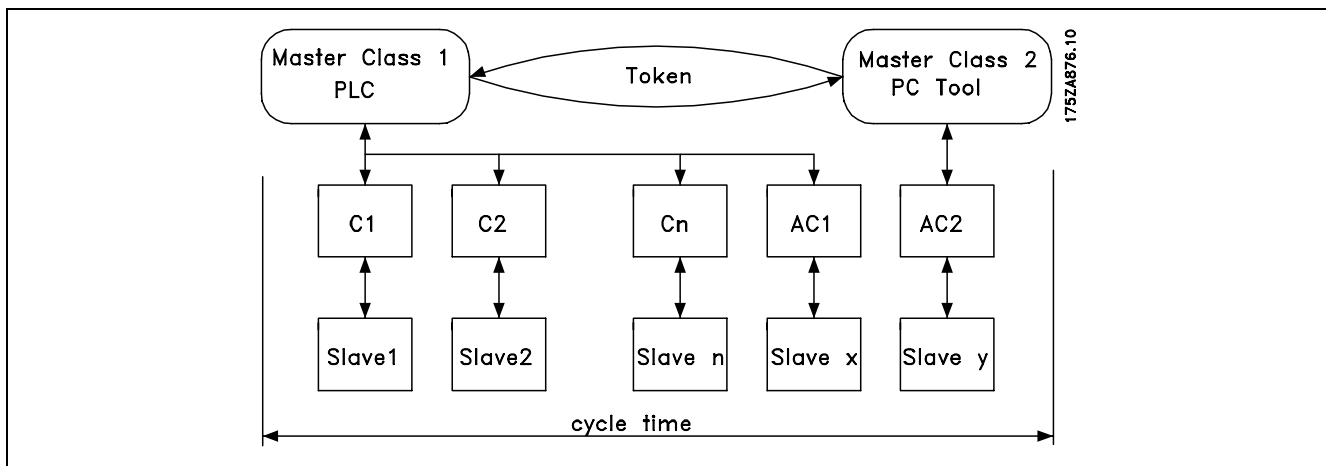 Master Class 1
PLC
Token
Master Class 2
PC Tool
175ZA876.10
C1
C2
Cn
AC1
AC2
Slave1
Slave2
Slave n
Slave x
Slave y
cycle time